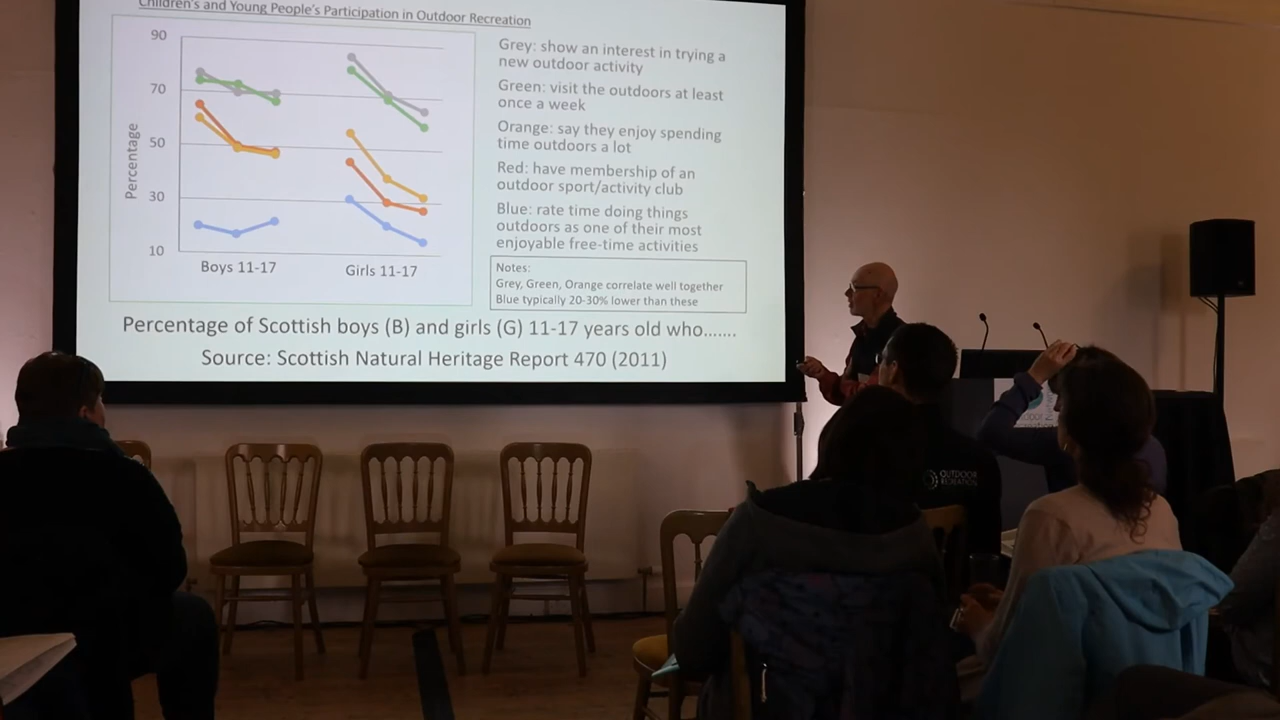 Children's and Young People's Participation in Outdoor Recreation
90
70
50
30
10
Percentage
Boys 11-17
Girls 11-17
Grey: show an interest in trying a
new outdoor activity
Green: visit the outdoors at least
once a week
Orange: say they enjoy spending
time outdoors a lot
Red: have membership of an
outdoor sport/activity club
Blue: rate time doing things
outdoors as one of their most
enjoyable free-time activities
Notes:
Grey, Green, Orange correlate well together
Blue typically 20-30% lower than these
Percentage of Scottish boys (B) and girls (G) 11-17 years old who.......
Source: Scottish Natural Heritage Report 470 (2011)
OUTDOOR
RECREATION